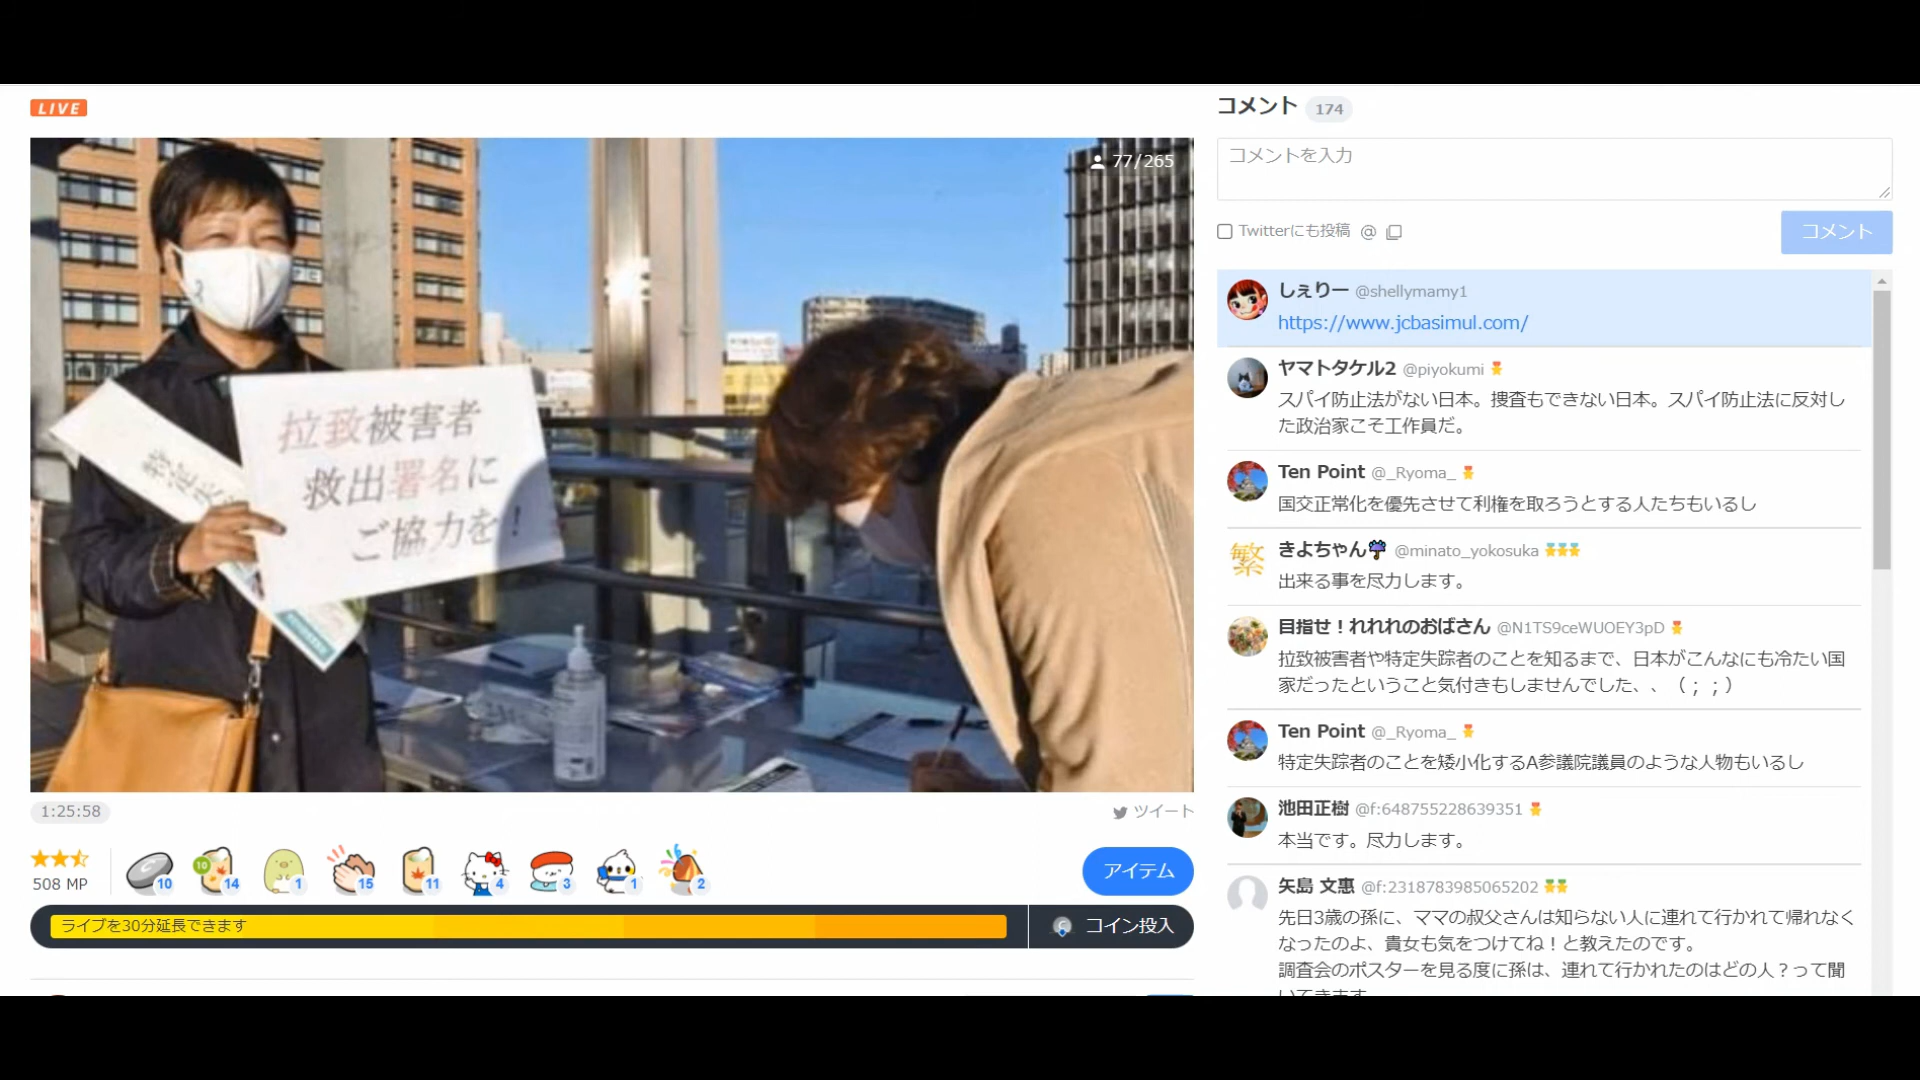 LIVE
77/265
拉致被害者
救出署名に
ご協力を!
1:25:58
ツイート
508 MP
10
10
14
1
15
11
4
3
1
2
アイテム
ライブを30分延長できます
コイン投入
コメント 174
コメントを入力
Twitterにも投稿 @
コメント
しぇりー @shellymamy1
https://www.jcbasimul.com/
ヤマトタケル2 @piyokumi
スパイ防止法がない日本。捜査もできない日本。スパイ防止法に反対し
た政治家こそ工作員だ。
Ten Point @_Ryoma_
国交正常化を優先させて利権を取ろうとする人たちもいるし
繁
きよちゃん @minato_yokosuka
出来る事を尽力します。
目指せ！れれれのおばさん @N1TS9ceWUOEY3pD
拉致被害者や特定失踪者のことを知るまで、日本がこんなにも冷たい国
家だったということ気付きもしませんでした、、（；；）
Ten Point @_Ryoma_
特定失踪者のことを矮小化するA参議院議員のような人物もいるし
池田正樹 @f:648755228639351
本当です。尽力します。
矢島 文惠 @f:2318783985065202
先日3歳の孫に、ママの叔父さんは知らない人に連れて行かれて帰れなく
なったのよ、貴女も気をつけてね！と教えたのです。
調査会のポスターを見る度に孫は、連れて行かれたのはどの人？って聞
いてきます